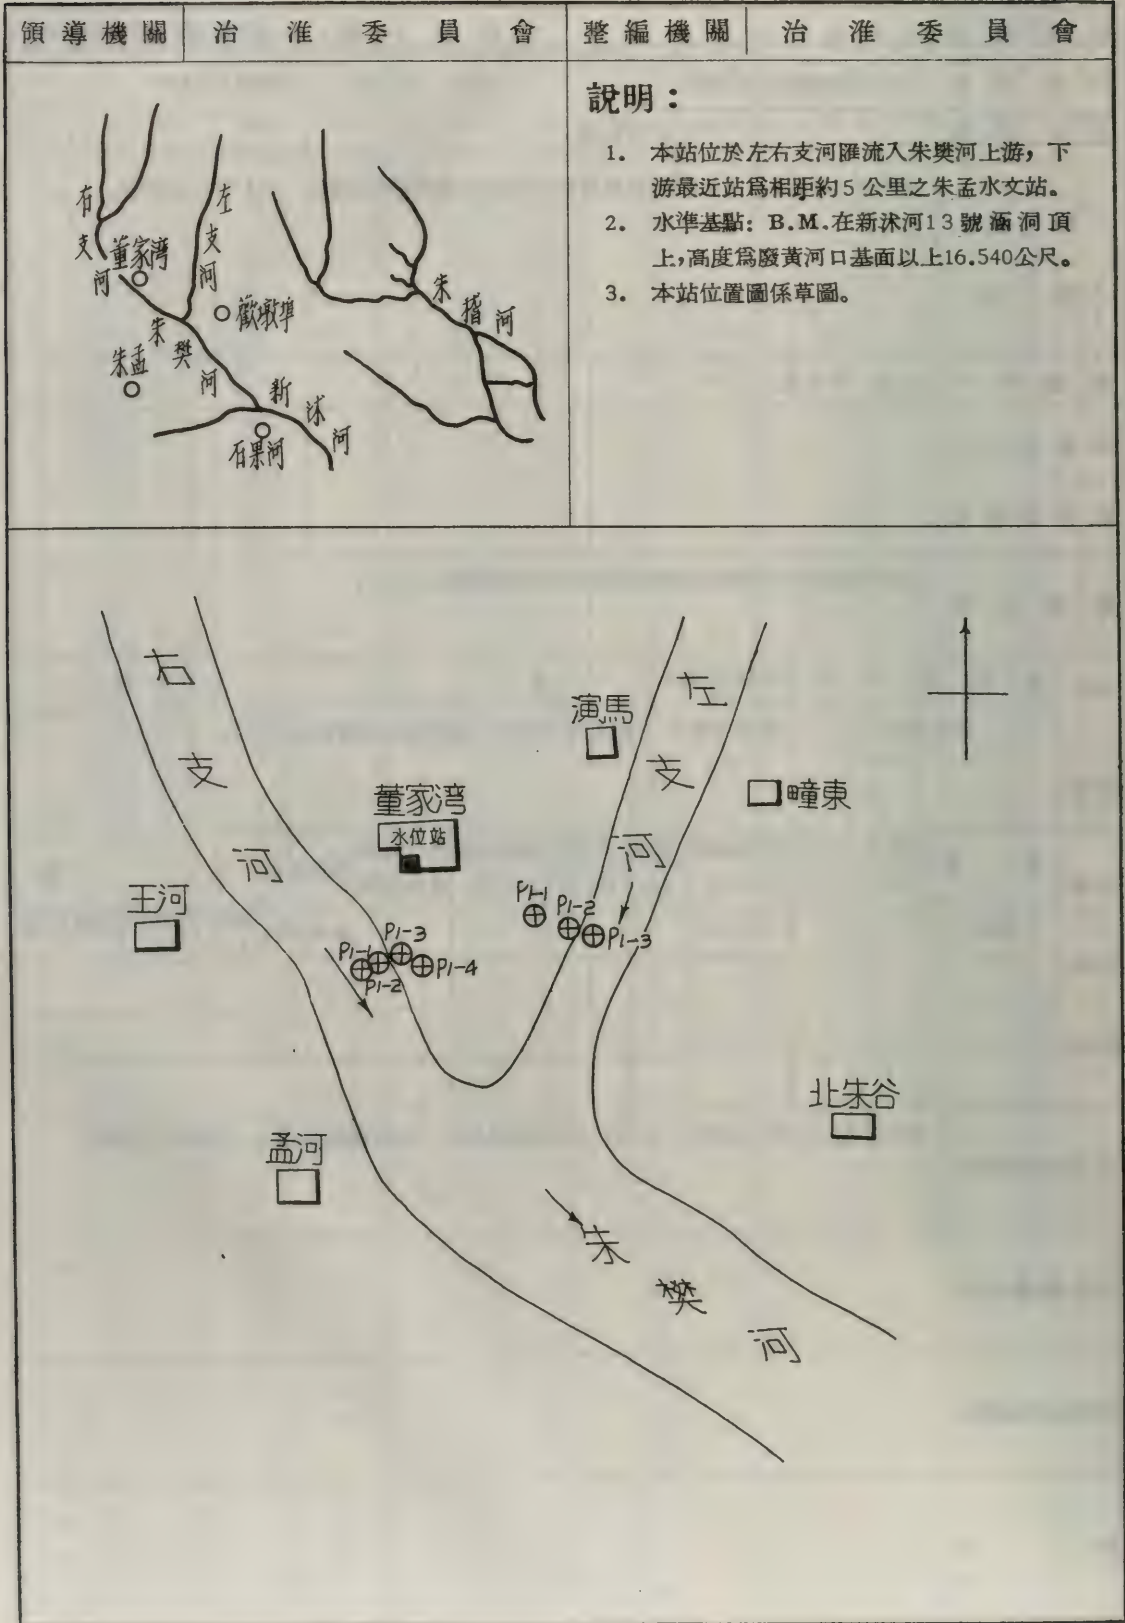 領導機關 治淮委員會 整編機關 治淮委員會
說明：
1. 本站位於左右支河匯流入朱樊河上游，下
游最近站爲相距約5公里之朱孟水文站。
2. 水準基點：B.M.在新沭河13號涵洞頂
上，高度爲廢黃河口基面以上16.540公尺。
3. 本站位置圖係草圖。
右支河
左支河
董家湾
歡墩埠
朱樊河
朱孟
新沭河
石梁河
朱稽河
右支河
左支河
演馬
疃東
董家湾
水位站
王河
P1-1
P1-2
P1-3
P1-3
P1-1
P1-4
P1-2
北朱谷
孟河
朱樊河